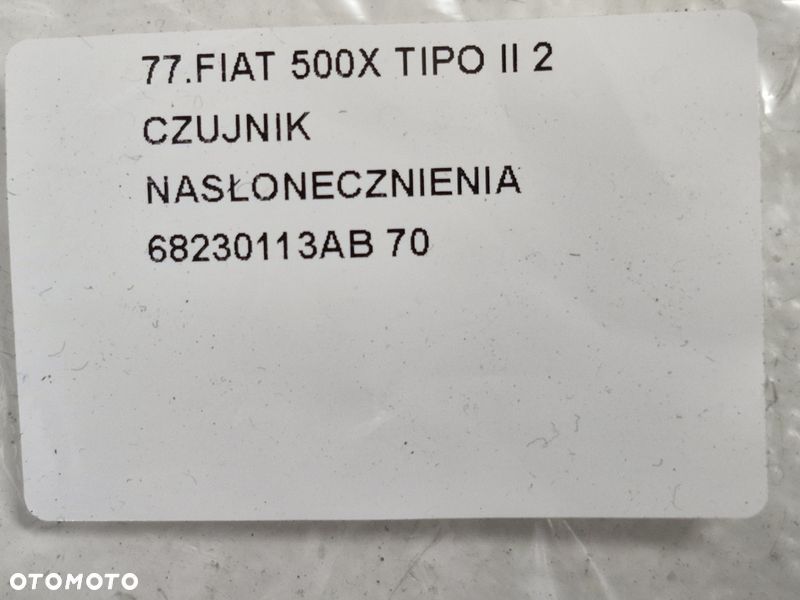 77.FIAT 500X TIPO II 2
CZUJNIK
NASŁONECZNIENIA
68230113AB 70
OTOMOTO